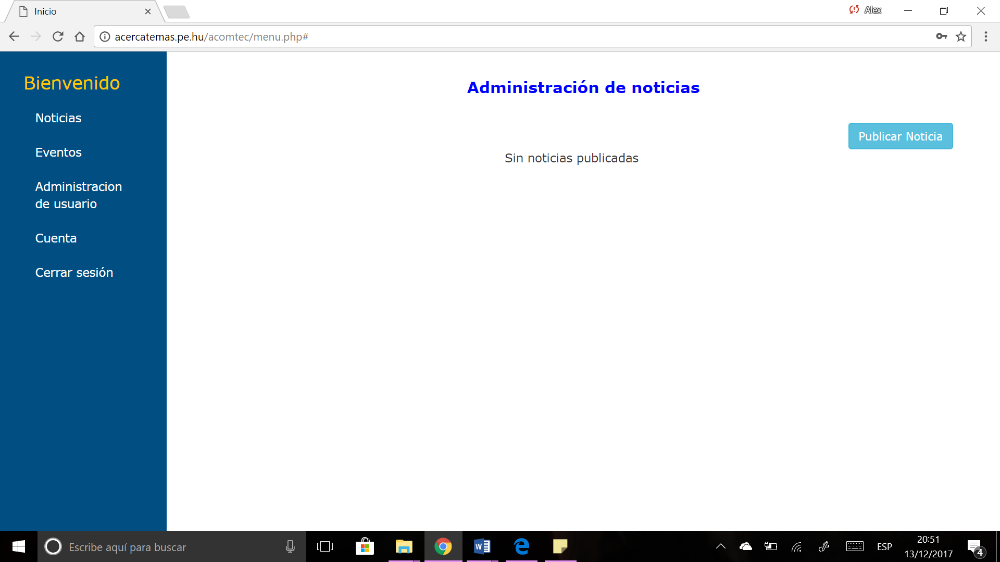 Inicio
Alex
acercatemas.pe.hu/acomtec/menu.php#
Bienvenido
Noticias
Eventos
Administracion
de usuario
Cuenta
Cerrar sesión
Administración de noticias
Publicar Noticia
Sin noticias publicadas
Escribe aquí para buscar
W
ESP
20:51
13/12/2017
4